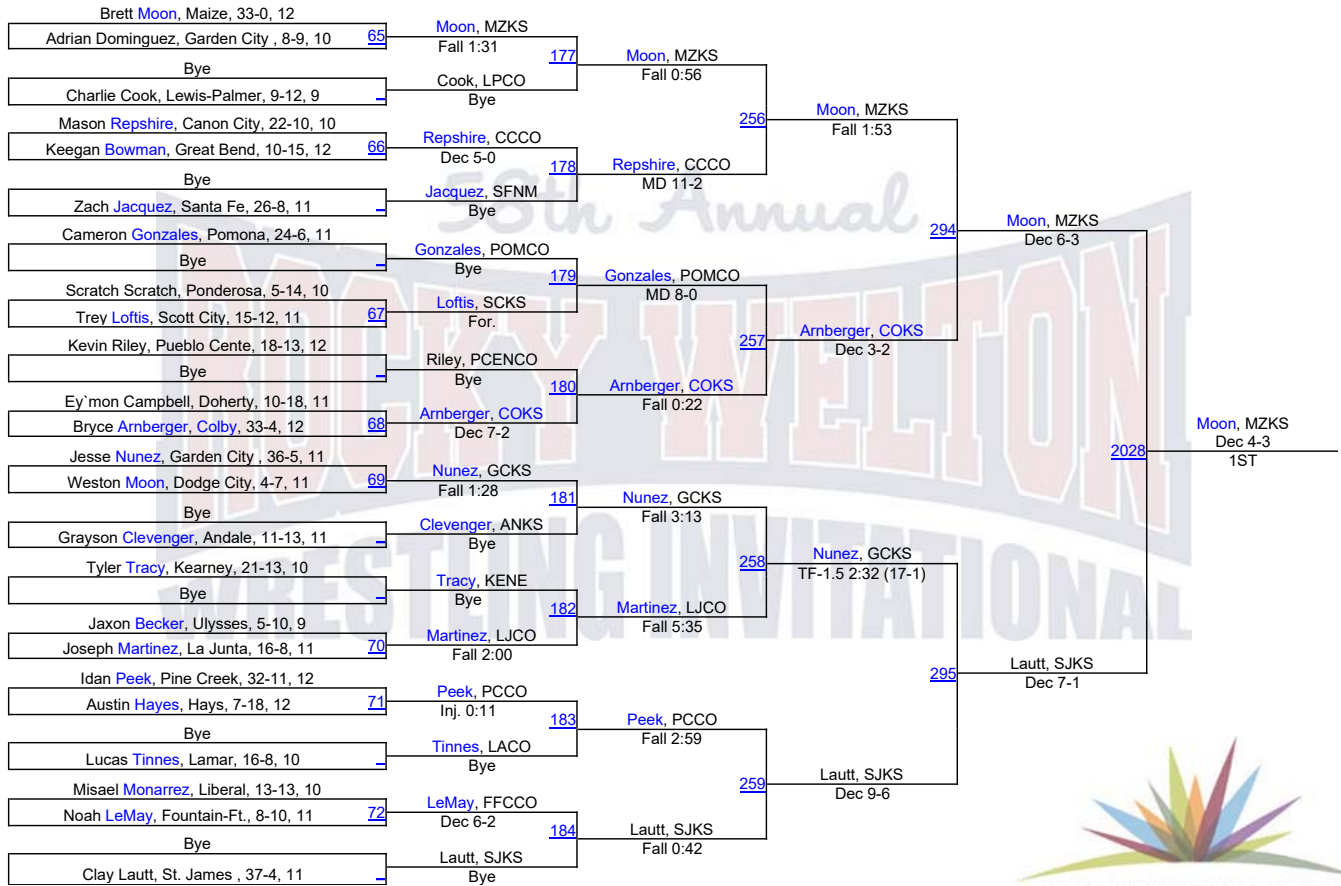 Brett Moon, Maize, 33-0, 12
Adrian Dominguez, Garden City , 8-9, 10
65
Bye
Charlie Cook, Lewis-Palmer, 9-12, 9
Mason Repshire, Canon City, 22-10, 10
Keegan Bowman, Great Bend, 10-15, 12
66
Bye
Zach Jacquez, Santa Fe, 26-8, 11
Cameron Gonzales, Pomona, 24-6, 11
Bye
Scratch Scratch, Ponderosa, 5-14, 10
Trey Loftis, Scott City, 15-12, 11
67
Kevin Riley, Pueblo Cente, 18-13, 12
Bye
Ey`mon Campbell, Doherty, 10-18, 11
Bryce Arnberger, Colby, 33-4, 12
68
Jesse Nunez, Garden City , 36-5, 11
Weston Moon, Dodge City, 4-7, 11
69
Bye
Grayson Clevenger, Andale, 11-13, 11
Tyler Tracy, Kearney, 21-13, 10
Bye
Jaxon Becker, Ulysses, 5-10, 9
Joseph Martinez, La Junta, 16-8, 11
70
Idan Peek, Pine Creek, 32-11, 12
Austin Hayes, Hays, 7-18, 12
71
Bye
Lucas Tinnes, Lamar, 16-8, 10
Misael Monarrez, Liberal, 13-13, 10
Noah LeMay, Fountain-Ft., 8-10, 11
72
Bye
Clay Lautt, St. James , 37-4, 11
Moon, MZKS
Fall 1:31
177
Cook, LPCO
Bye
Repshire, CCCO
Dec 5-0
178
Jacquez, SFNM
Bye
Gonzales, POMCO
Bye
179
Loftis, SCKS
For.
Riley, PCENCO
Bye
180
Arnberger, COKS
Dec 7-2
Nunez, GCKS
Fall 1:28
181
Clevenger, ANKS
Bye
Tracy, KENE
Bye
182
Martinez, LJCO
Fall 2:00
Peek, PCCO
Inj. 0:11
183
Tinnes, LACO
Bye
LeMay, FFCCO
Dec 6-2
184
Lautt, SJKS
Bye
Moon, MZKS
Fall 0:56
256
Repshire, CCCO
MD 11-2
Gonzales, POMCO
MD 8-0
257
Arnberger, COKS
Fall 0:22
Nunez, GCKS
Fall 3:13
258
Martinez, LJCO
Fall 5:35
Peek, PCCO
Fall 2:59
259
Lautt, SJKS
Fall 0:42
Moon, MZKS
Fall 1:53
294
Arnberger, COKS
Dec 3-2
Nunez, GCKS
TF-1.5 2:32 (17-1)
295
Lautt, SJKS
Dec 9-6
Moon, MZKS
Dec 6-3
2028
Lautt, SJKS
Dec 7-1
Moon, MZKS
Dec 4-3
1ST
58th Annual
ROCKY WELTON
WRESTLING INVITATIONAL